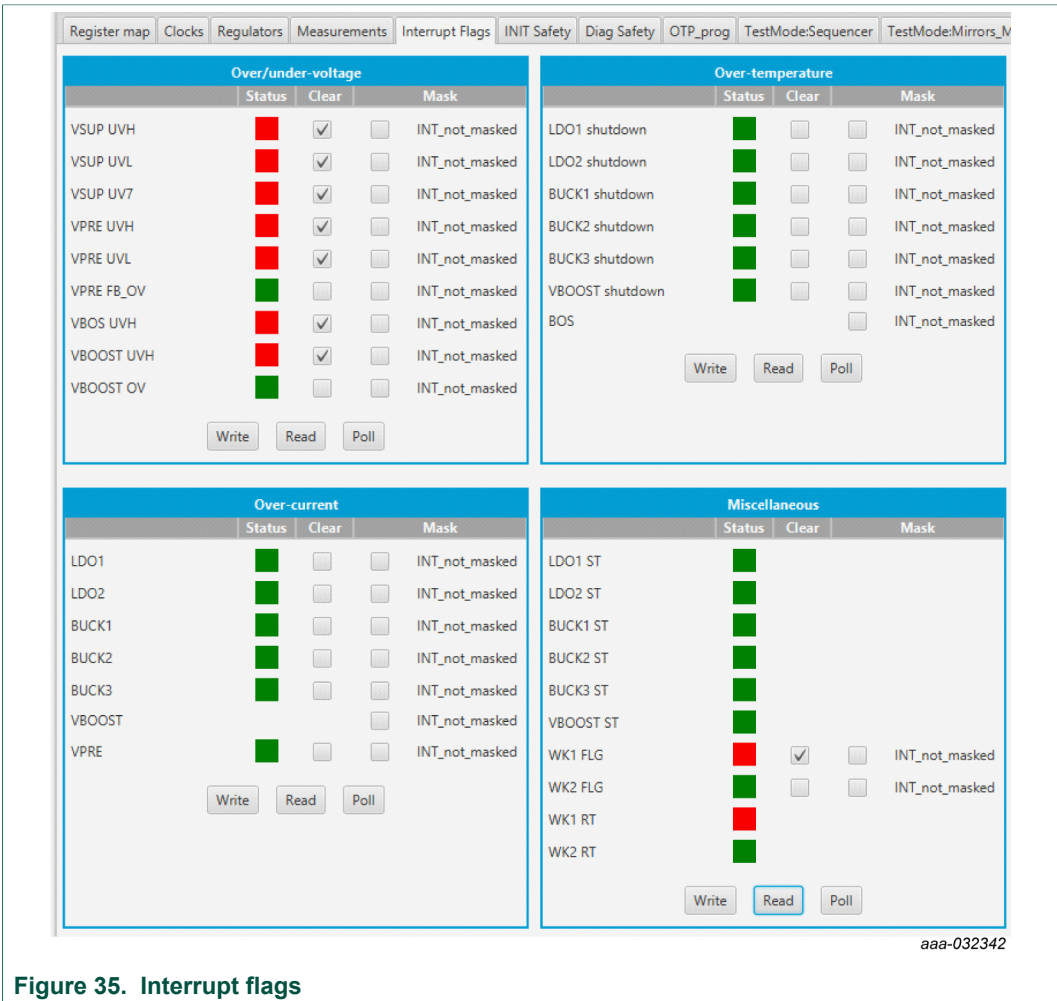 Register map Clocks Regulators Measurements Interrupt Flags INIT Safety Diag Safety OTP_prog TestMode:Sequencer TestMode:Mirrors_M
Over/under-voltage
Status Clear Mask
VSUP UVH INT_not_masked
VSUP UVL INT_not_masked
VSUP UV7 INT_not_masked
VPRE UVH INT_not_masked
VPRE UVL INT_not_masked
VPRE FB_OV INT_not_masked
VBOS UVH INT_not_masked
VBOOST UVH INT_not_masked
VBOOST OV INT_not_masked
Write Read Poll
Over-temperature
Status Clear Mask
LDO1 shutdown INT_not_masked
LDO2 shutdown INT_not_masked
BUCK1 shutdown INT_not_masked
BUCK2 shutdown INT_not_masked
BUCK3 shutdown INT_not_masked
VBOOST shutdown INT_not_masked
BOS INT_not_masked
Write Read Poll
Over-current
Status Clear Mask
LDO1 INT_not_masked
LDO2 INT_not_masked
BUCK1 INT_not_masked
BUCK2 INT_not_masked
BUCK3 INT_not_masked
VBOOST INT_not_masked
VPRE INT_not_masked
Write Read Poll
Miscellaneous
Status Clear Mask
LDO1 ST
LDO2 ST
BUCK1 ST
BUCK2 ST
BUCK3 ST
VBOOST ST
WK1 FLG INT_not_masked
WK2 FLG INT_not_masked
WK1 RT
WK2 RT
Write Read Poll
aaa-032342
Figure 35. Interrupt flags